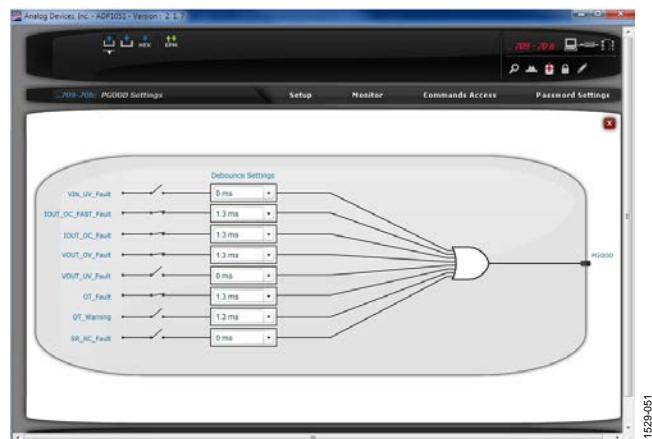 Analog Devices, Inc. - ADP1051 - Version : 2.1.7
HEX
EPM
...709 - 70h
...709-70h: PGOOD Settings
Setup
Monitor
Commands Access
Password Settings
Debounce Settings
VIN_UV_Fault
0 ms
IOUT_OC_FAST_Fault
1.3 ms
IOUT_OC_Fault
1.3 ms
VOUT_OV_Fault
1.3 ms
VOUT_UV_Fault
0 ms
OT_Fault
1.3 ms
OT_Warning
1.3 ms
SR_RC_Fault
0 ms
PGOOD
1529-051